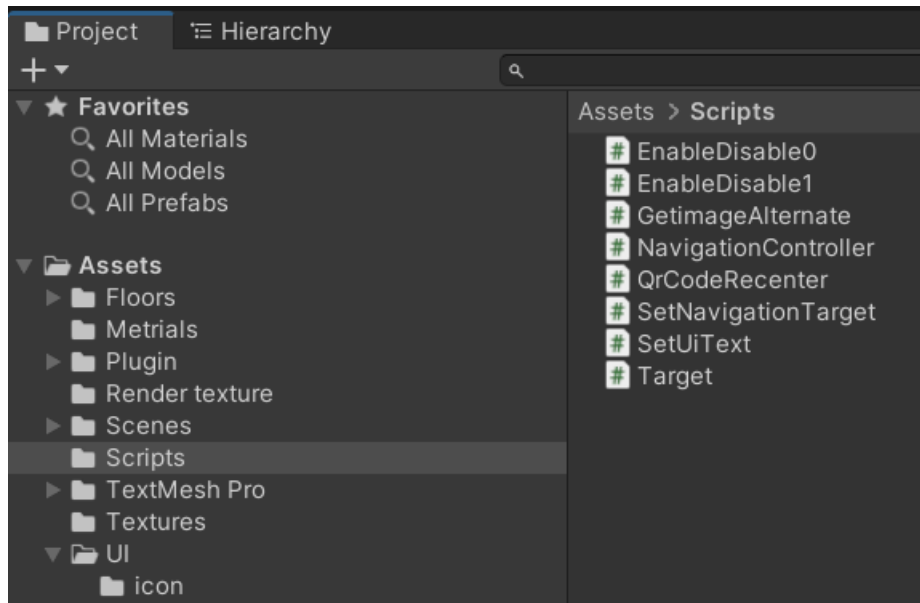 Project
Hierarchy
Favorites
All Materials
All Models
All Prefabs
Assets
Floors
Metrials
Plugin
Render texture
Scenes
Scripts
TextMesh Pro
Textures
UI
icon
Assets > Scripts
# EnableDisable0
# EnableDisable1
# GetimageAlternate
# NavigationController
# QrCodeRecenter
# SetNavigationTarget
# SetUiText
# Target